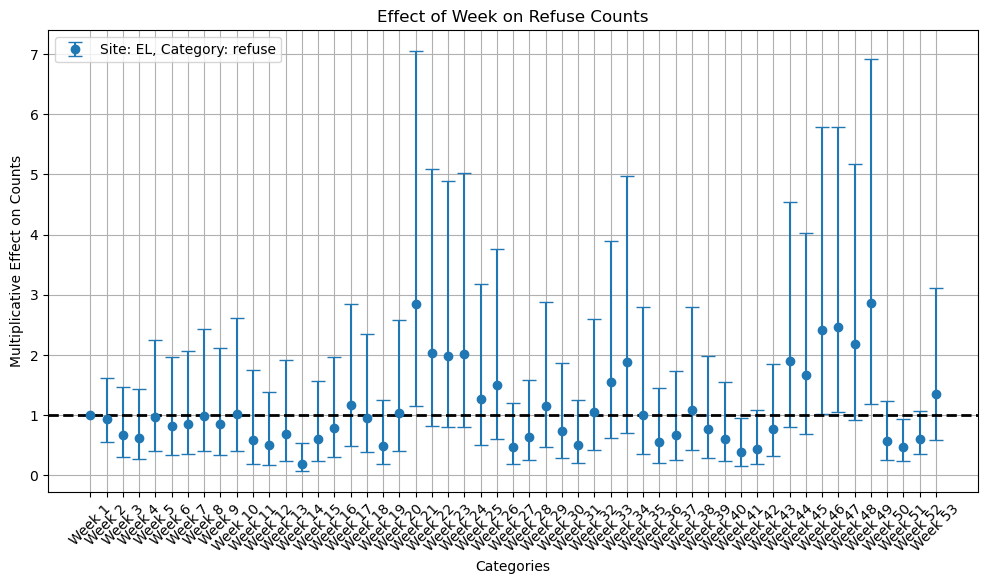 Effect of Week on Refuse Counts
Site: EL, Category: refuse
Multiplicative Effect on Counts
7
6
5
4
3
2
1
0
Week 1
Week 2
Week 3
Week 4
Week 5
Week 6
Week 7
Week 8
Week 9
Week 10
Week 11
Week 12
Week 13
Week 14
Week 15
Week 16
Week 17
Week 18
Week 19
Week 20
Week 21
Week 22
Week 23
Week 24
Week 25
Week 26
Week 27
Week 28
Week 29
Week 30
Week 31
Week 32
Week 33
Week 34
Week 35
Week 36
Week 37
Week 38
Week 39
Week 40
Week 41
Week 42
Week 43
Week 44
Week 45
Week 46
Week 47
Week 48
Week 49
Week 50
Week 51
Week 52
Week 53
Categories